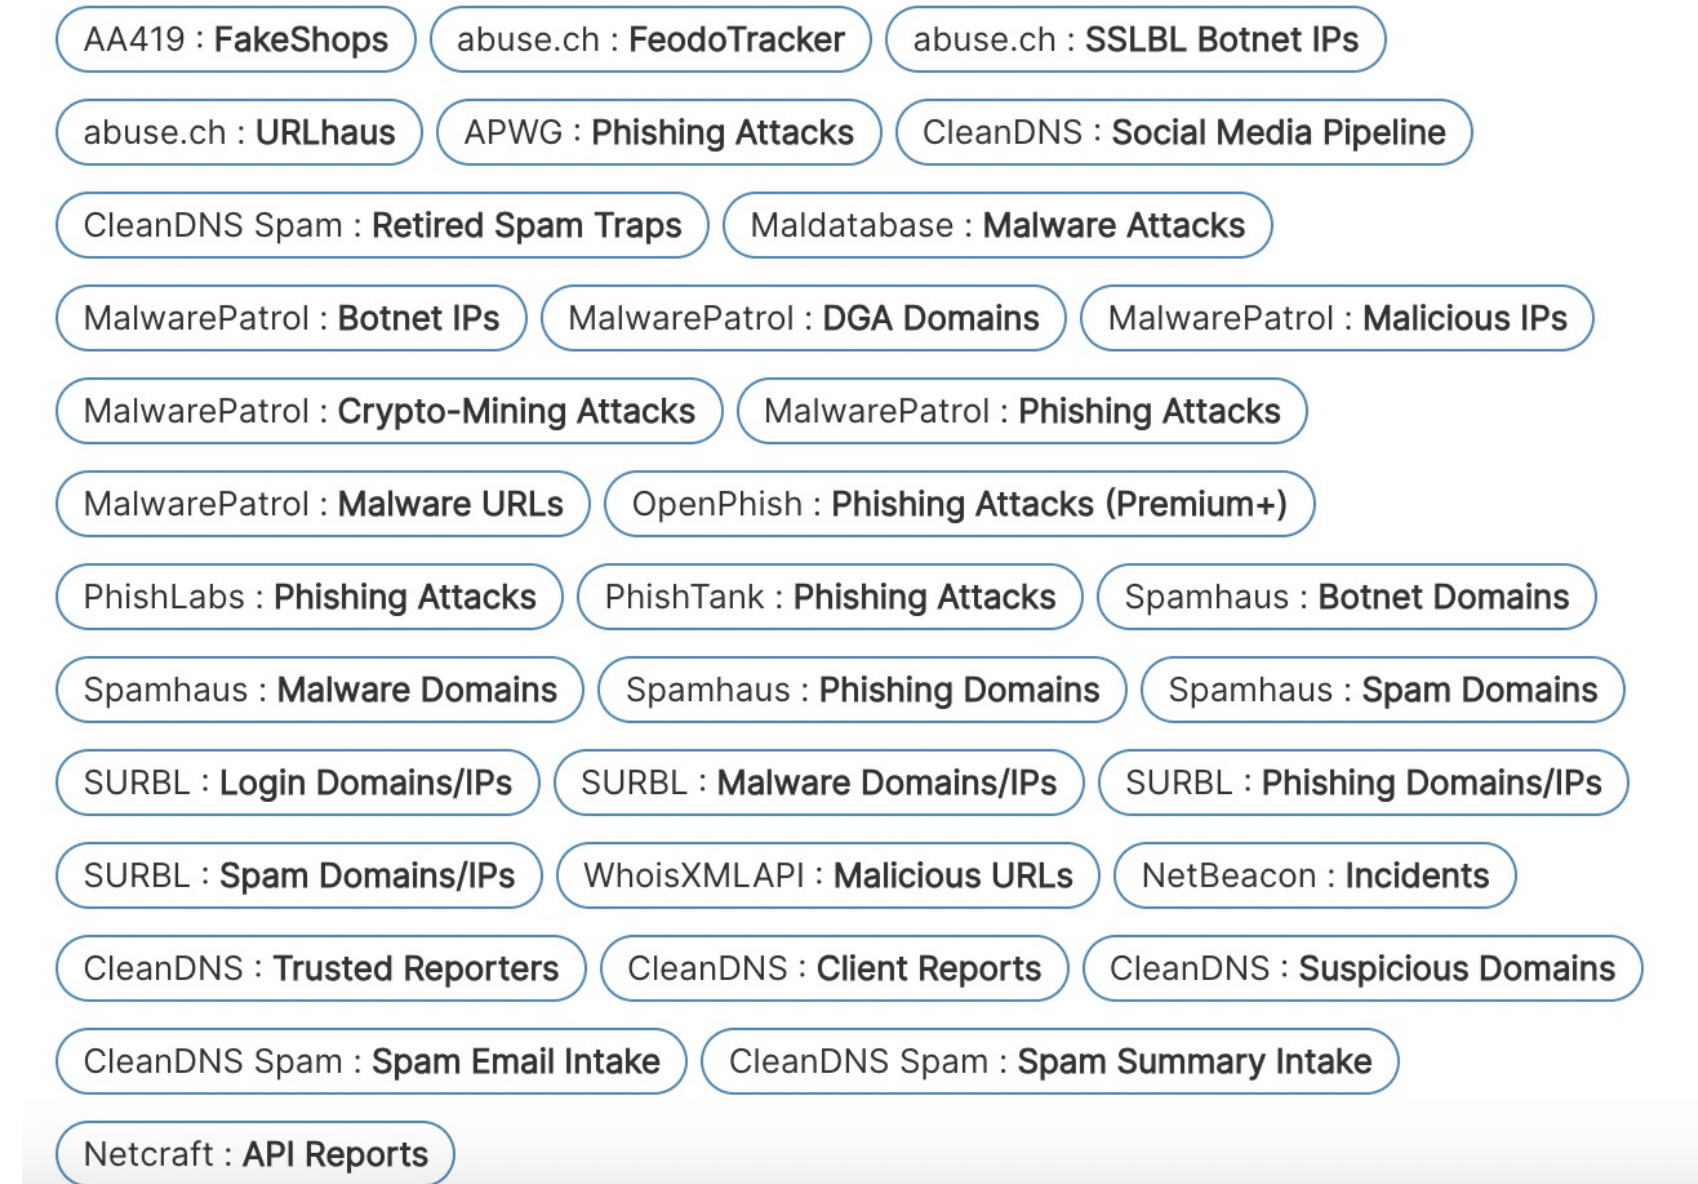 AA419 : FakeShops abuse.ch : FeodoTracker abuse.ch : SSLBL Botnet IPs
abuse.ch : URLhaus APWG : Phishing Attacks CleanDNS : Social Media Pipeline
CleanDNS Spam : Retired Spam Traps Maldatabase : Malware Attacks
MalwarePatrol : Botnet IPs MalwarePatrol : DGA Domains MalwarePatrol : Malicious IPs
MalwarePatrol : Crypto-Mining Attacks MalwarePatrol : Phishing Attacks
MalwarePatrol : Malware URLs OpenPhish : Phishing Attacks (Premium+)
PhishLabs : Phishing Attacks PhishTank : Phishing Attacks Spamhaus : Botnet Domains
Spamhaus : Malware Domains Spamhaus : Phishing Domains Spamhaus : Spam Domains
SURBL : Login Domains/IPs SURBL : Malware Domains/IPs SURBL : Phishing Domains/IPs
SURBL : Spam Domains/IPs WhoisXMLAPI : Malicious URLs NetBeacon : Incidents
CleanDNS : Trusted Reporters CleanDNS : Client Reports CleanDNS : Suspicious Domains
CleanDNS Spam : Spam Email Intake CleanDNS Spam : Spam Summary Intake
Netcraft : API Reports